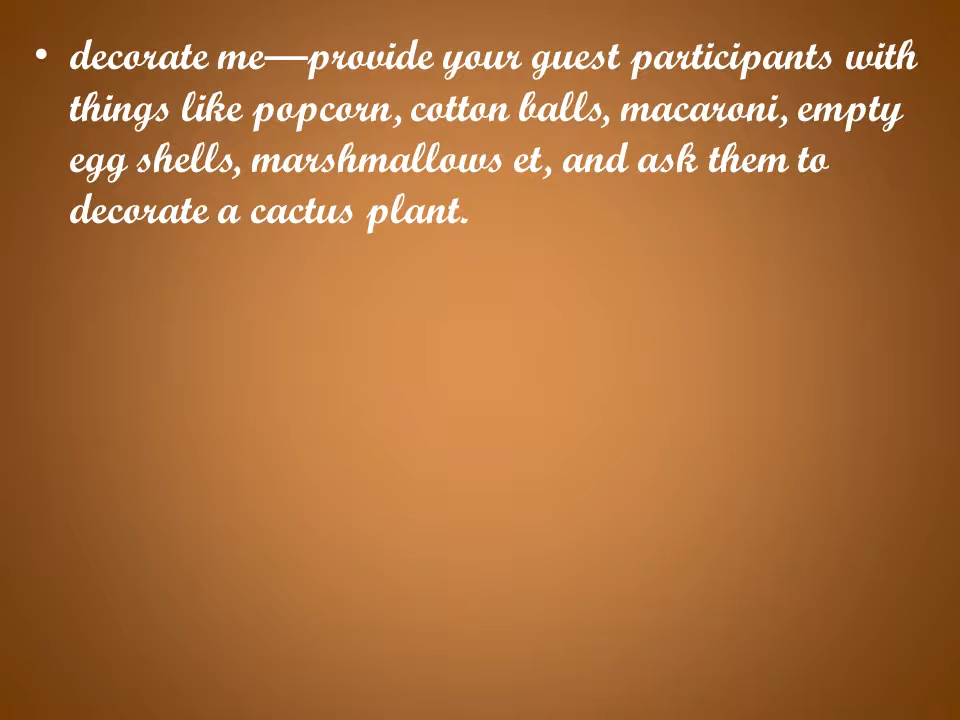 • decorate me—provide your guest participants with
things like popcorn, cotton balls, macaroni, empty
egg shells, marshmallows et, and ask them to
decorate a cactus plant.